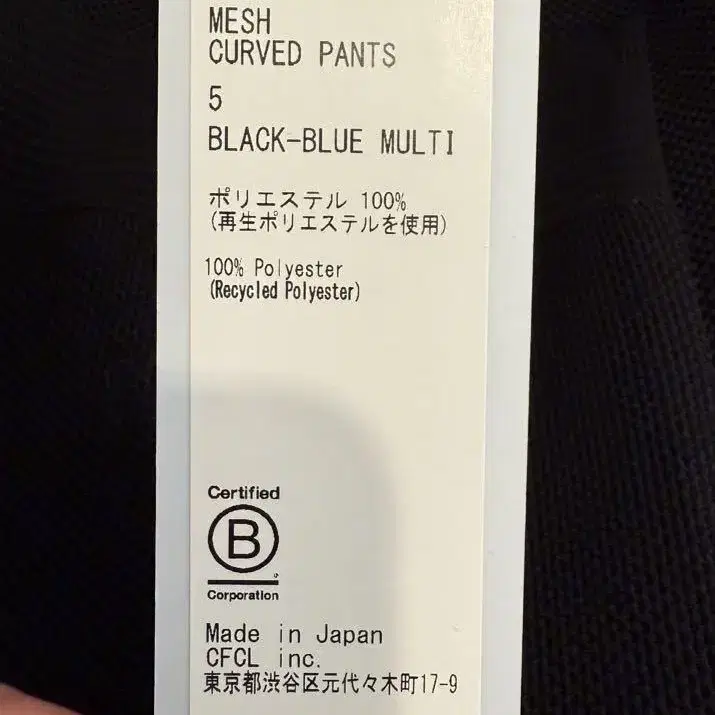 MESH
CURVED PANTS
5
BLACK-BLUE MULTI
ポリエステル 100%
(再生ポリエステルを使用)
100% Polyester
(Recycled Polyester)
Certified
B
Corporation
Made in Japan
CFCL inc.
東京都渋谷区元代々木町17-9